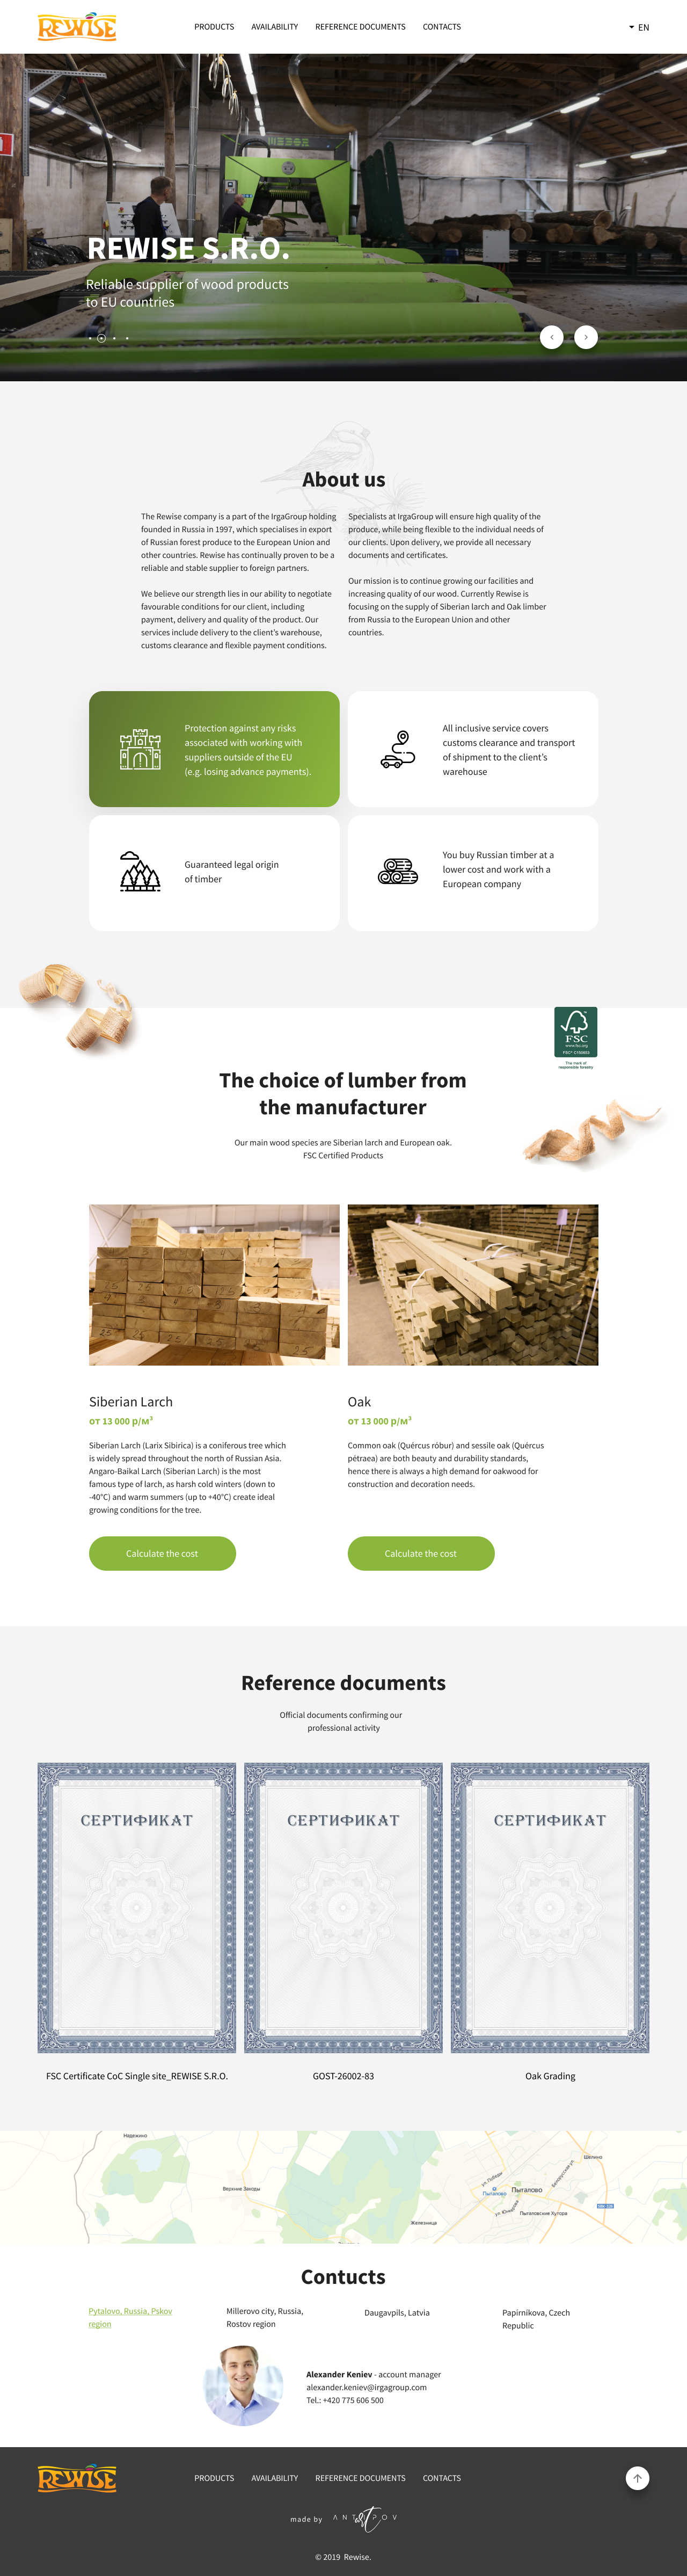 REWISE
PRODUCTS
AVAILABILITY
REFERENCE DOCUMENTS
CONTACTS
EN
WEBER
REWISE S.R.O.
Reliable supplier of wood products
to EU countries
About us
The Rewise company is a part of the IrgaGroup holding
founded in Russia in 1997, which specialises in export
of Russian forest produce to the European Union and
other countries. Rewise has continually proven to be a
reliable and stable supplier to foreign partners.
We believe our strength lies in our ability to negotiate
favourable conditions for our client, including
payment, delivery and quality of the product. Our
services include delivery to the client's warehouse,
customs clearance and flexible payment conditions.
Specialists at IrgaGroup will ensure high quality of the
produce, while being flexible to the individual needs of
our clients. Upon delivery, we provide all necessary
documents and certificates.
Our mission is to continue growing our facilities and
increasing quality of our wood. Currently Rewise is
focusing on the supply of Siberian larch and Oak limber
from Russia to the European Union and other
countries.
Protection against any risks
associated with working with
suppliers outside of the EU
(e.g. losing advance payments).
All inclusive service covers
customs clearance and transport
of shipment to the client's
warehouse
Guaranteed legal origin
of timber
You buy Russian timber at a
lower cost and work with a
European company
FSC
www.fsc.org
The mark of
responsible forestry
The choice of lumber from
the manufacturer
Our main wood species are Siberian larch and European oak.
FSC Certified Products
Siberian Larch
от 13 000 р/м³
Siberian Larch (Larix Sibirica) is a coniferous tree which
is widely spread throughout the north of Russian Asia.
Angaro-Baikal Larch (Siberian Larch) is the most
famous type of larch, as harsh cold winters (down to
-40°C) and warm summers (up to +40°C) create ideal
growing conditions for the tree.
Calculate the cost
Oak
от 13 000 р/м³
Common oak (Quércus róbur) and sessile oak (Quércus
pétraea) are both beauty and durability standards,
hence there is always a high demand for oakwood for
construction and decoration needs.
Calculate the cost
Reference documents
Official documents confirming our
professional activity
СЕРТИФИКАТ
СЕРТИФИКАТ
СЕРТИФИКАТ
FSC Certificate CoC Single site_REWISE S.R.O.
GOST-26002-83
Oak Grading
Надежино
Верхние Заходы
Железница
ул. Победы
Пыталово
Пыталово
Белорусская ул.
Шелино
Пыталовские Хутора
Contucts
Pytalovo, Russia, Pskov
region
Millerovo city, Russia,
Rostov region
Daugavpils, Latvia
Papirnikova, Czech
Republic
Alexander Keniev - account manager
alexander.keniev@irgagroup.com
Tel.: +420 775 606 500
REWISE
PRODUCTS
AVAILABILITY
REFERENCE DOCUMENTS
CONTACTS
made by
© 2019 Rewise.